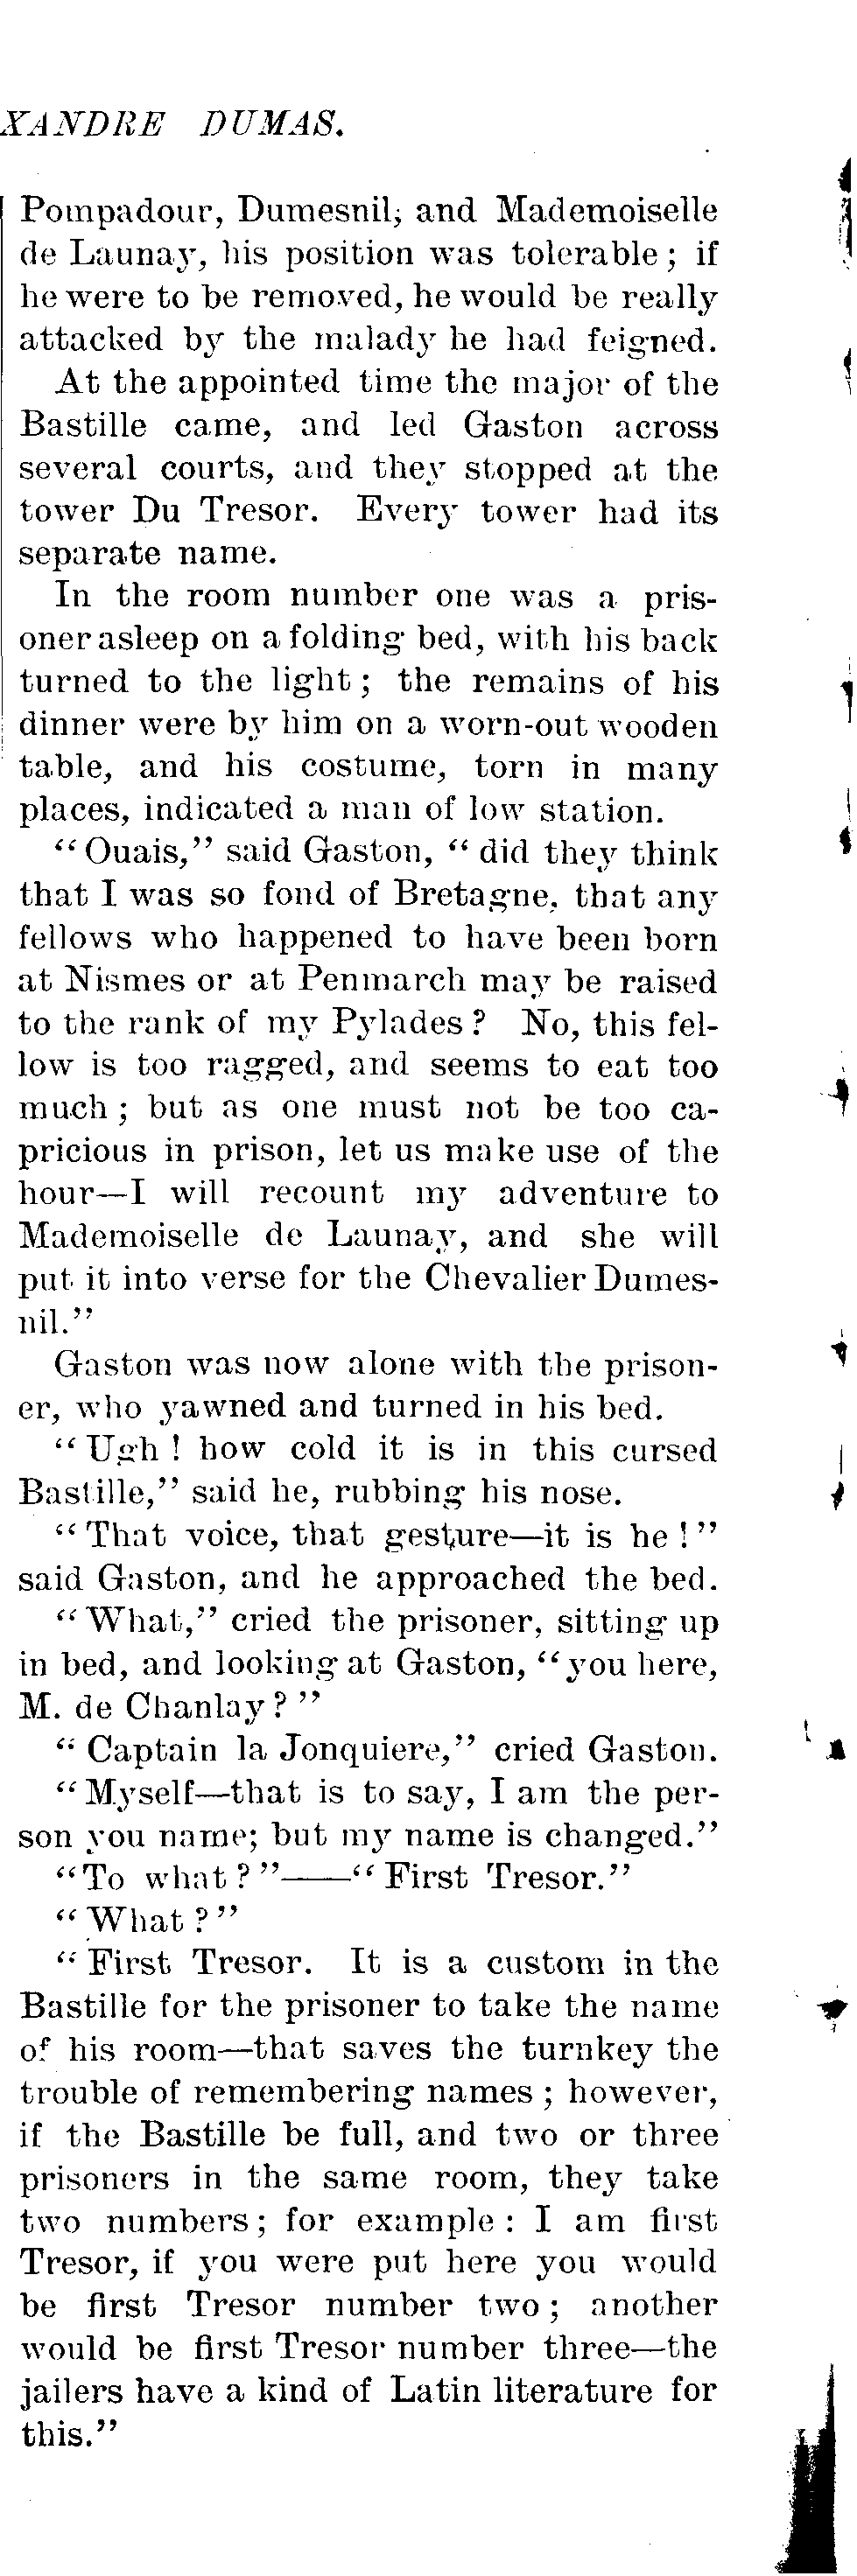 XANDRE DUMAS.
Pompadour, Dumesnil, and Mademoiselle
de Launay, his position was tolerable; if
he were to be removed, he would be really
attacked by the malady he had feigned.
At the appointed time the major of the
Bastille came, and led Gaston across
several courts, and they stopped at the
tower Du Tresor. Every tower had its
separate name.
In the room number one was a pris-
oner asleep on a folding bed, with his back
turned to the light; the remains of his
dinner were by him on a worn-out wooden
table, and his costume, torn in many
places, indicated a man of low station.
"Ouais," said Gaston, "did they think
that I was so fond of Bretagne, that any
fellows who happened to have been born
at Nismes or at Penmarch may be raised
to the rank of my Pylades? No, this fel-
low is too ragged, and seems to eat too
much; but as one must not be too ca-
pricious in prison, let us make use of the
hour—I will recount my adventure to
Mademoiselle de Launay, and she will
put it into verse for the Chevalier Dumes-
nil."
Gaston was now alone with the prison-
er, who yawned and turned in his bed.
"Ugh! how cold it is in this cursed
Bastille," said he, rubbing his nose.
"That voice, that gesture—it is he!"
said Gaston, and he approached the bed.
"What," cried the prisoner, sitting up
in bed, and looking at Gaston, "you here,
M. de Chanlay?"
"Captain la Jonquiere," cried Gaston.
"Myself—that is to say, I am the per-
son you name; but my name is changed."
"To what?"——"First Tresor."
"What?"
"First Tresor. It is a custom in the
Bastille for the prisoner to take the name
of his room—that saves the turnkey the
trouble of remembering names; however,
if the Bastille be full, and two or three
prisoners in the same room, they take
two numbers; for example: I am first
Tresor, if you were put here you would
be first Tresor number two; another
would be first Tresor number three—the
jailers have a kind of Latin literature for
this."